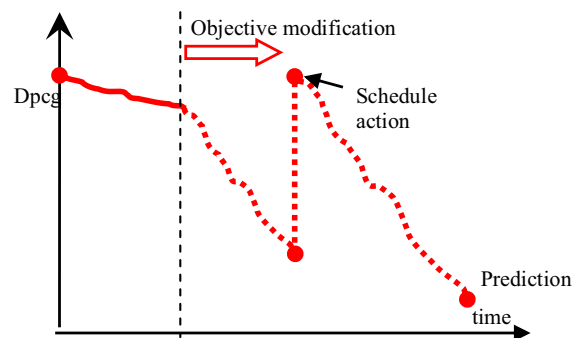 Objective modification
Dpcg
Schedule
action
Prediction
time